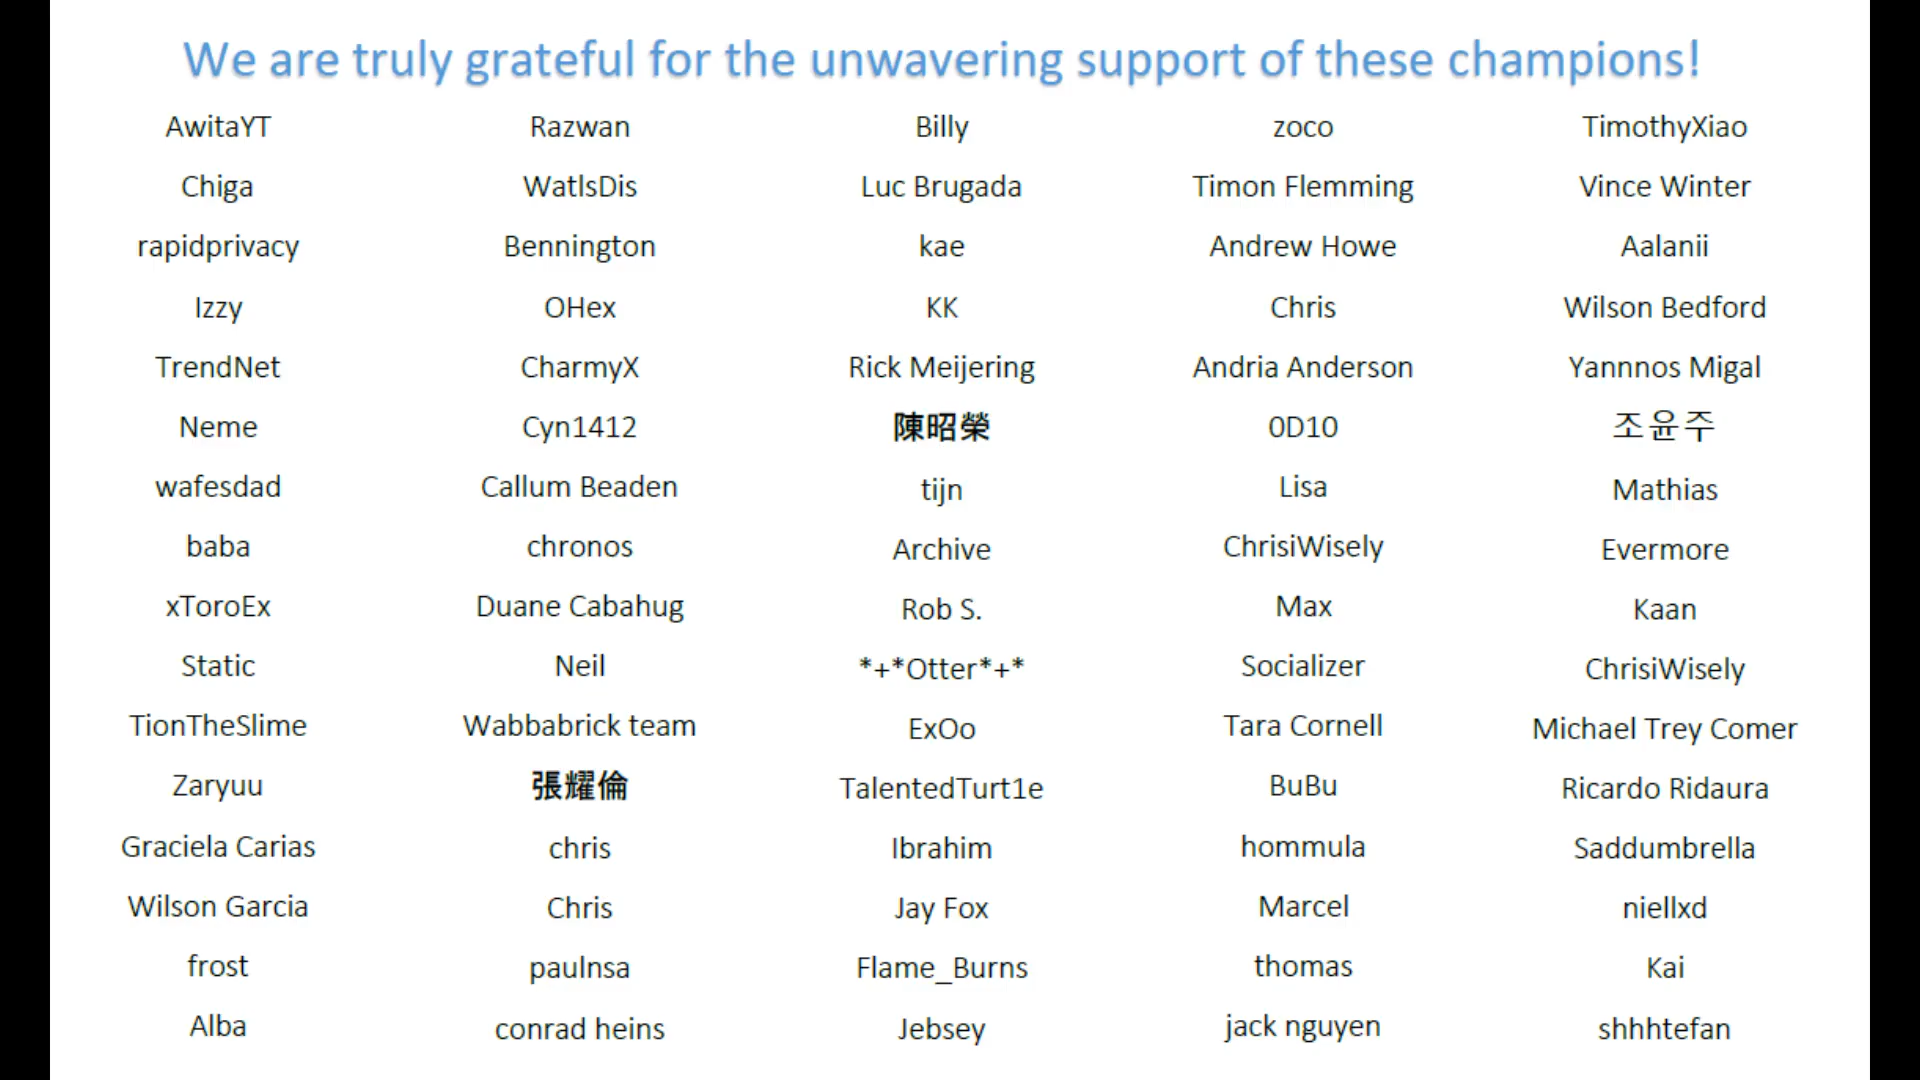 We are truly grateful for the unwavering support of these champions!
AwitaYT Razwan Billy zoco TimothyXiao
Chiga WatlsDis Luc Brugada Timon Flemming Vince Winter
rapidprivacy Bennington kae Andrew Howe Aalanii
Izzy OHex KK Chris Wilson Bedford
TrendNet CharmyX Rick Meijering Andria Anderson Yannnos Migal
Neme Cyn1412 陳昭榮 0D10 조윤주
wafesdad Callum Beaden tijn Lisa Mathias
baba chronos Archive ChrisiWisely Evermore
xToroEx Duane Cabahug Rob S. Max Kaan
Static Neil *+*Otter*+* Socializer ChrisiWisely
TionTheSlime Wabbabrick team ExOo Tara Cornell Michael Trey Comer
Zaryuu 張耀倫 TalentedTurt1e BuBu Ricardo Ridaura
Graciela Carias chris Ibrahim hommula Saddumbrella
Wilson Garcia Chris Jay Fox Marcel niellxd
frost paulnsa Flame_Burns thomas Kai
Alba conrad heins Jebsey jack nguyen shhhtefan